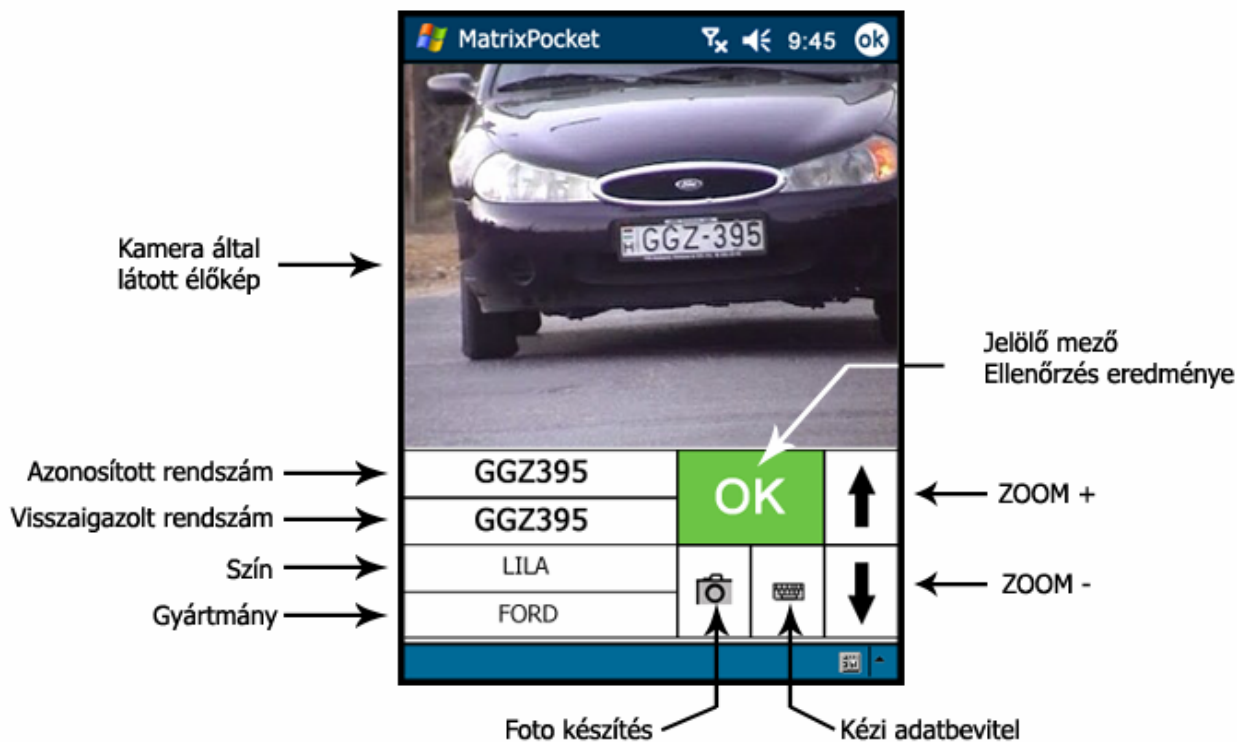 MatrixPocket 9:45 ok
Kamera által
látott élőkép
H GGZ-395
Jelölő mező
Ellenőrzés eredménye
Azonosított rendszám
GGZ395
OK
ZOOM +
Visszaigazolt rendszám
GGZ395
Szín
LILA
ZOOM -
Gyártmány
FORD
Foto készítés
Kézi adatbevitel